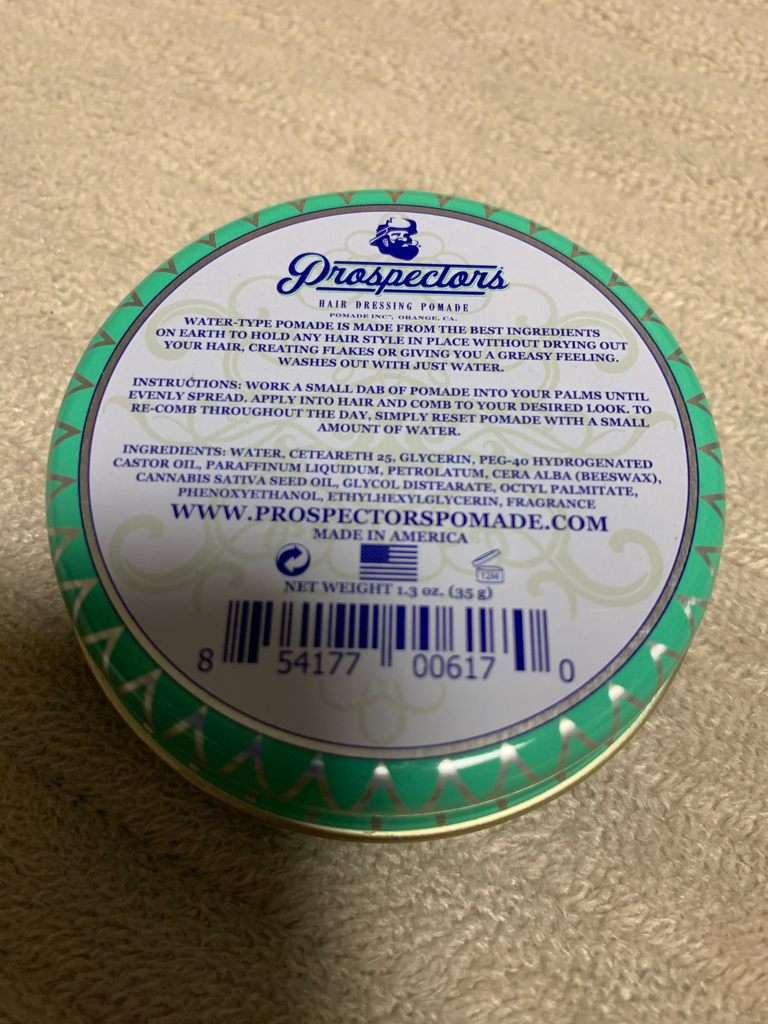 Prospectors
HAIR DRESSING POMADE
POMADE INC", ORANGE, CA.
WATER-TYPE POMADE IS MADE FROM THE BEST INGREDIENTS
ON EARTH TO HOLD ANY HAIR STYLE IN PLACE WITHOUT DRYING OUT
YOUR HAIR, CREATING FLAKES OR GIVING YOU A GREASY FEELING.
WASHES OUT WITH JUST WATER.
INSTRUCTIONS: WORK A SMALL DAB OF POMADE INTO YOUR PALMS UNTIL
EVENLY SPREAD. APPLY INTO HAIR AND COMB TO YOUR DESIRED LOOK. TO
RE-COMB THROUGHOUT THE DAY, SIMPLY RESET POMADE WITH A SMALL
AMOUNT OF WATER.
INGREDIENTS: WATER, CETEARETH 25, GLYCERIN, PEG-40 HYDROGENATED
CASTOR OIL, PARAFFINUM LIQUIDUM, PETROLATUM, CERA ALBA (BEESWAX),
CANNABIS SATIVA SEED OIL, GLYCOL DISTEARATE, OCTYL PALMITATE,
PHENOXYETHANOL, ETHYLHEXYLGLYCERIN, FRAGRANCE
WWW.PROSPECTORSPOMADE.COM
MADE IN AMERICA
12M
NET WEIGHT 1.3 oz. (35 g)
8 54177 00617 0